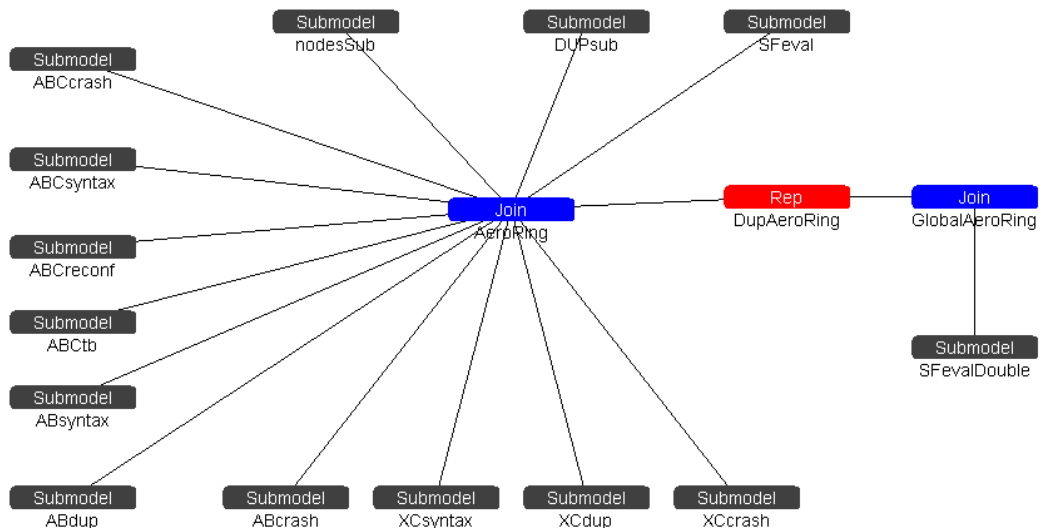 Submodel
nodesSub
Submodel
DUPsub
Submodel
SFeval
Submodel
ABCcrash
Submodel
ABCsyntax
Join
AeroRing
Rep
DupAeroRing
Join
GlobalAeroRing
Submodel
ABCreconf
Submodel
ABCtb
Submodel
SFevalDouble
Submodel
ABsyntax
Submodel
ABdup
Submodel
ABcrash
Submodel
XCsyntax
Submodel
XCdup
Submodel
XCcrash